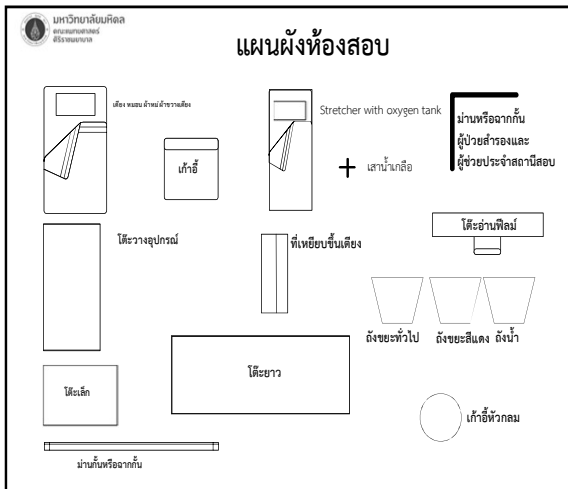 มหาวิทยาลัยมหิดล
คณะแพทยศาสตร์
ศิริราชพยาบาล
แผนผังห้องสอบ
เตียง หมอน ผ้าห่ม ผ้าขวางเตียง
เก้าอี้
Stretcher with oxygen tank
เสาน้ำเกลือ
ม่านหรือฉากกั้น
ผู้ป่วยสำรองและ
ผู้ช่วยประจำสถานีสอบ
โต๊ะวางอุปกรณ์
ที่เหยียบขึ้นเตียง
โต๊ะอ่านฟิล์ม
ถังขยะทั่วไป
ถังขยะสีแดง
ถังน้ำ
โต๊ะเล็ก
โต๊ะยาว
เก้าอี้หัวกลม
ม่านกั้นหรือฉากกั้น